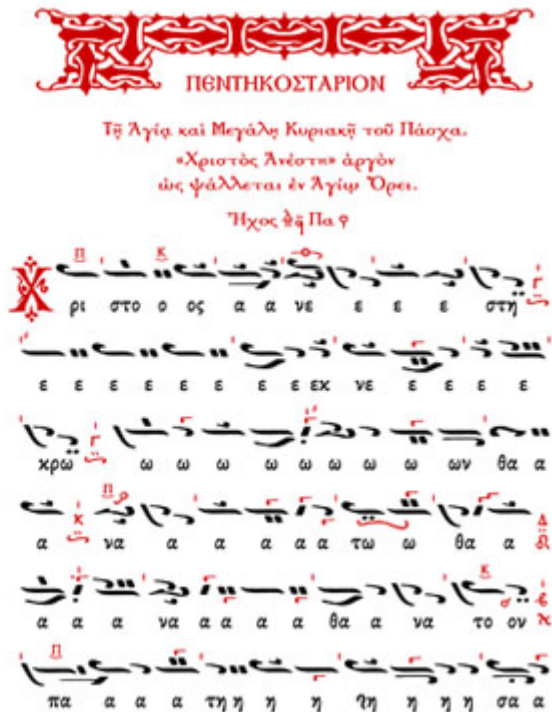 ΠΕΝΤΗΚΟΣΤΑΡΙΟΝ
Τῇ Ἁγίᾳ καὶ Μεγάλῃ Κυριακῇ τοῦ Πάσχα.
«Χριστὸς Ἀνέστη» ἀργὸν
ὡς ψάλλεται ἐν Ἁγίῳ Ὄρει.
Ἦχος Πα
Χ ρι στο ο ος α α νε ε ε ε στη
ε ε ε ε ε ε ε ε εκ νε ε ε ε ε
κρω ω ω ω ω ω ω ω ω ων θα α
α να α α α α α τω ω θα α
α α α να α α α α θα α να το ον
πα α α α τη η η η η η η σα α